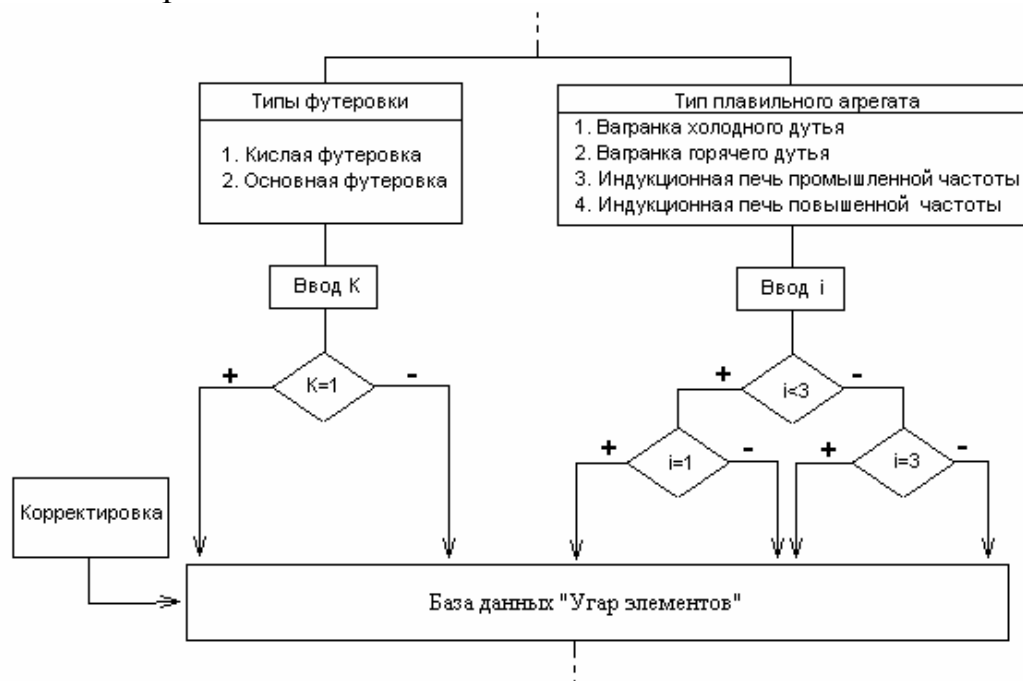 Типы футеровки
1. Кислая футеровка
2. Основная футеровка
Тип плавильного агрегата
1. Вагранка холодного дутья
2. Вагранка горячего дутья
3. Индукционная печь промышленной частоты
4. Индукционная печь повышенной частоты
Ввод К
Ввод i
+
К=1
-
+
i<3
-
+
i=1
-
+
i=3
-
Корректировка
База данных "Угар элементов"